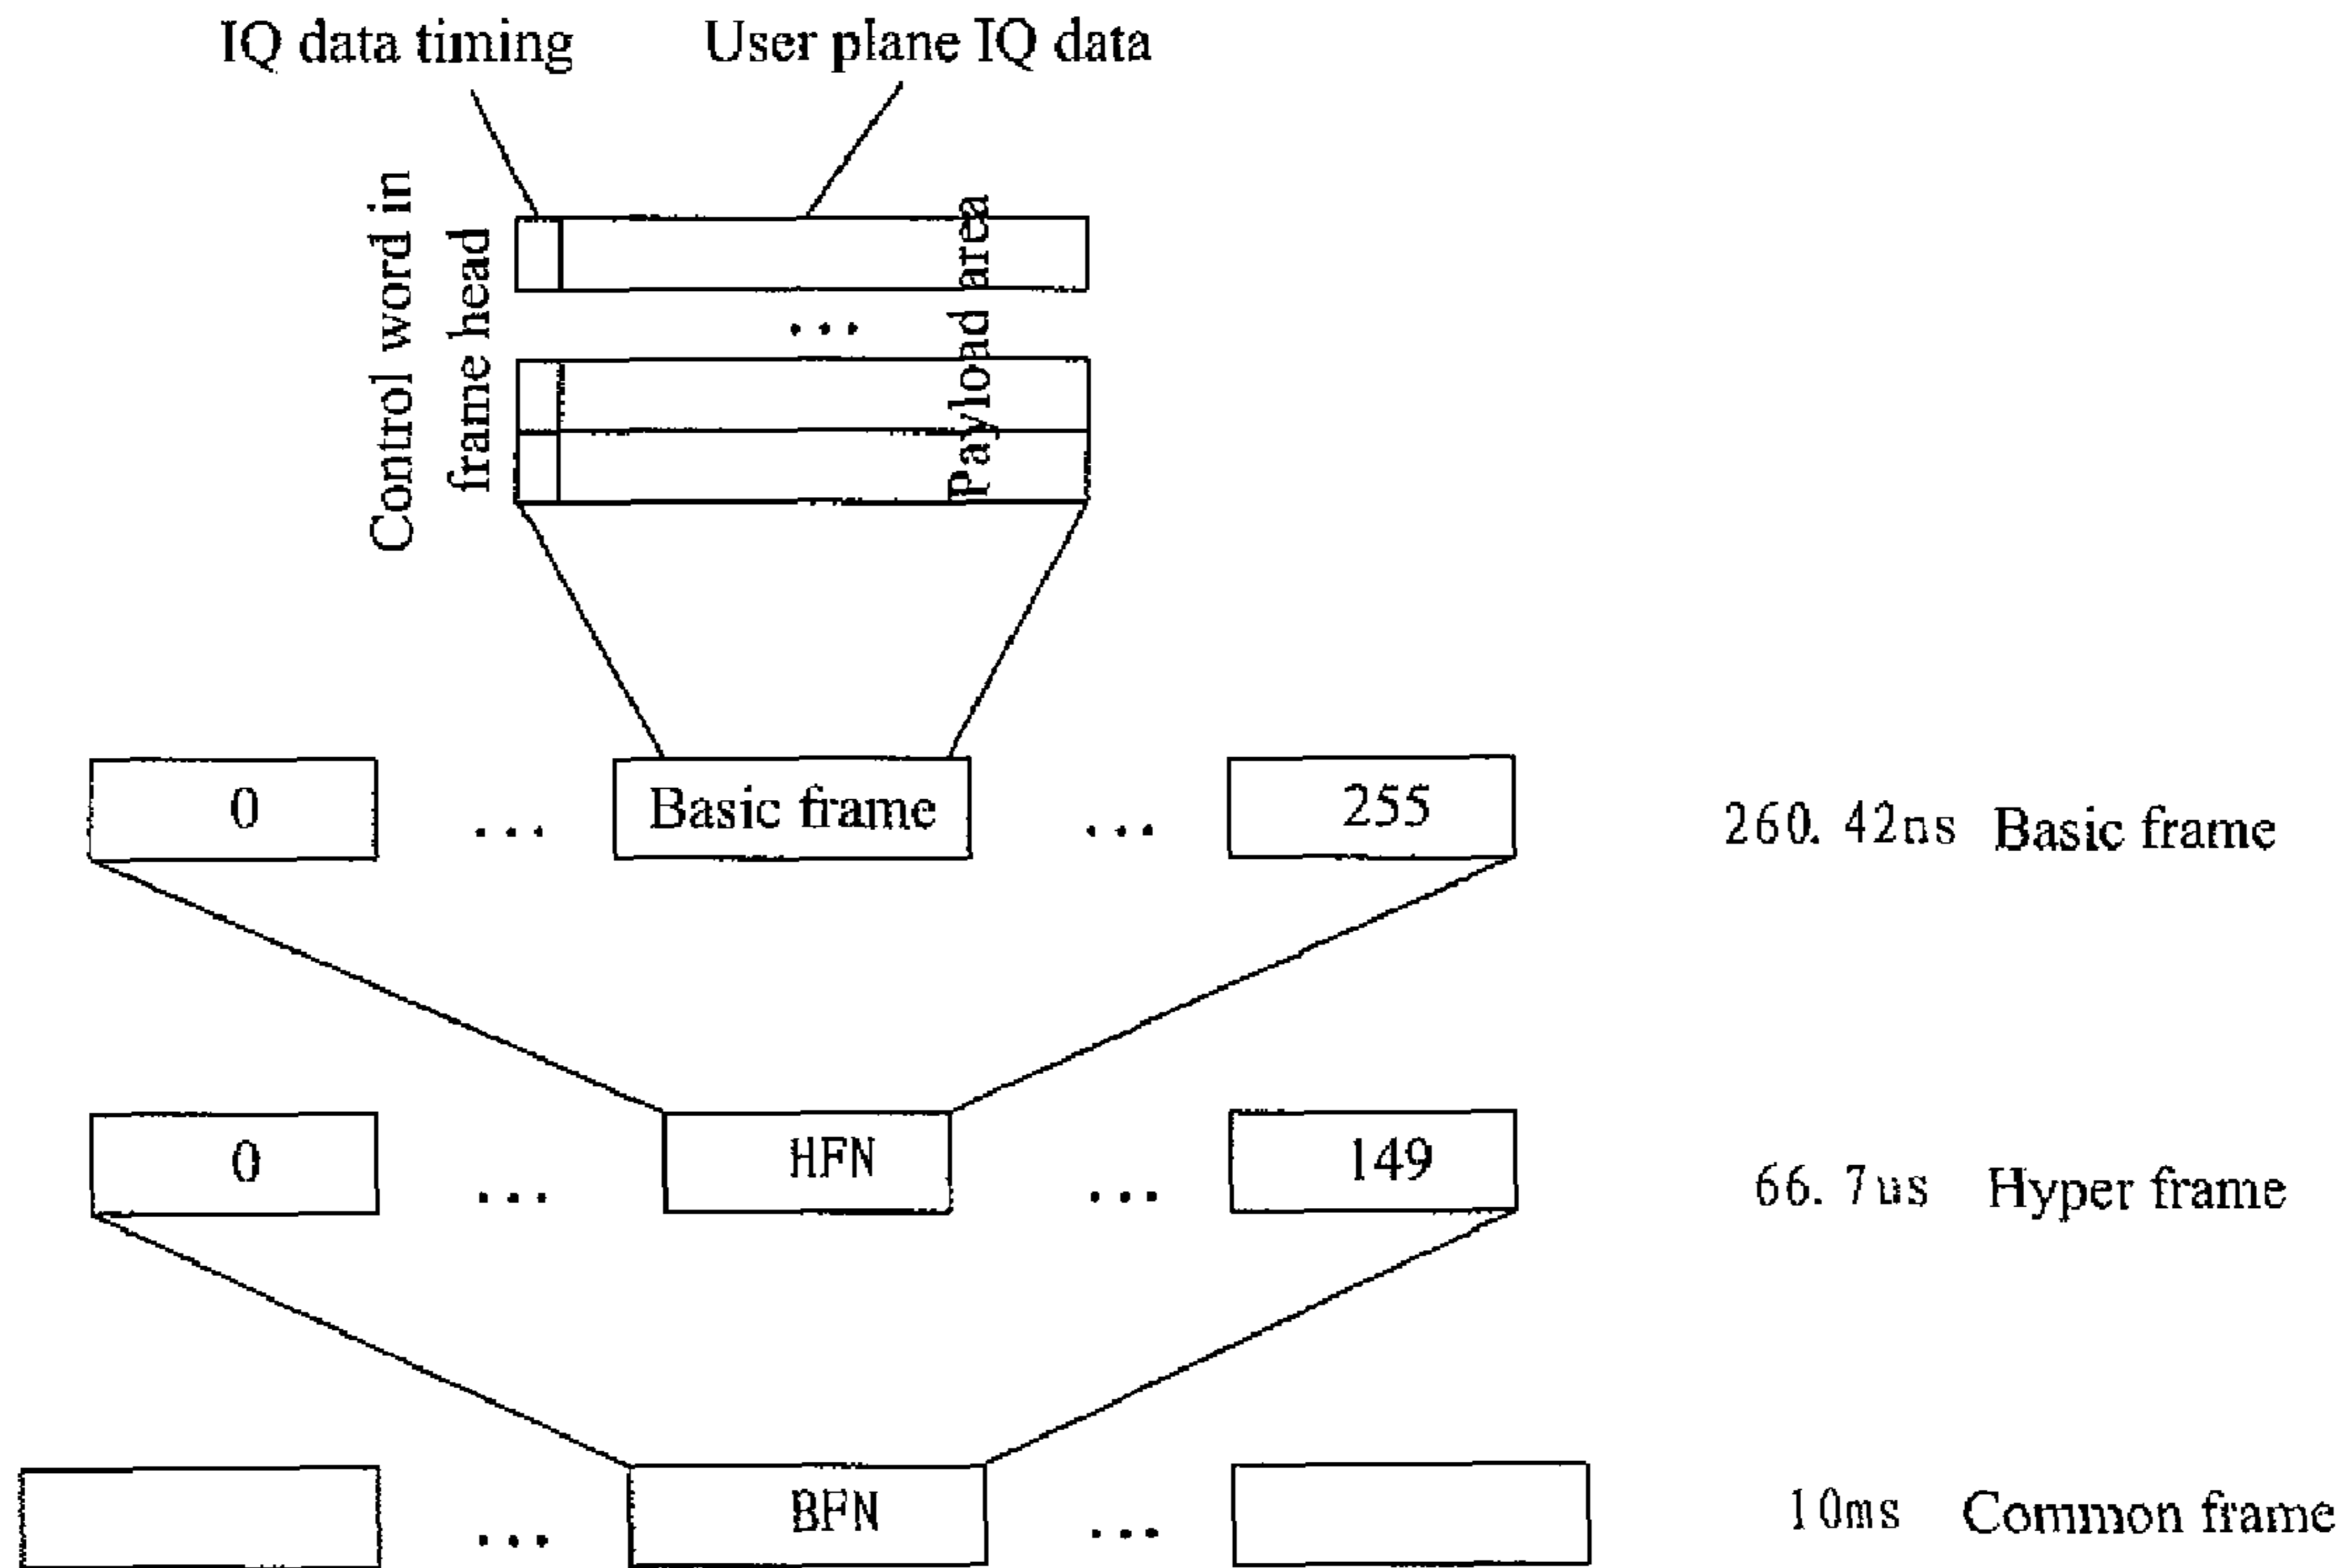 IQ data timing
User plane IQ data
Control word in
frame head
Payload area
...
0
...
Basic frame
...
255
260.42ns Basic frame
0
...
HFN
...
149
66.7us Hyper frame
...
BFN
...
10ms Common frame